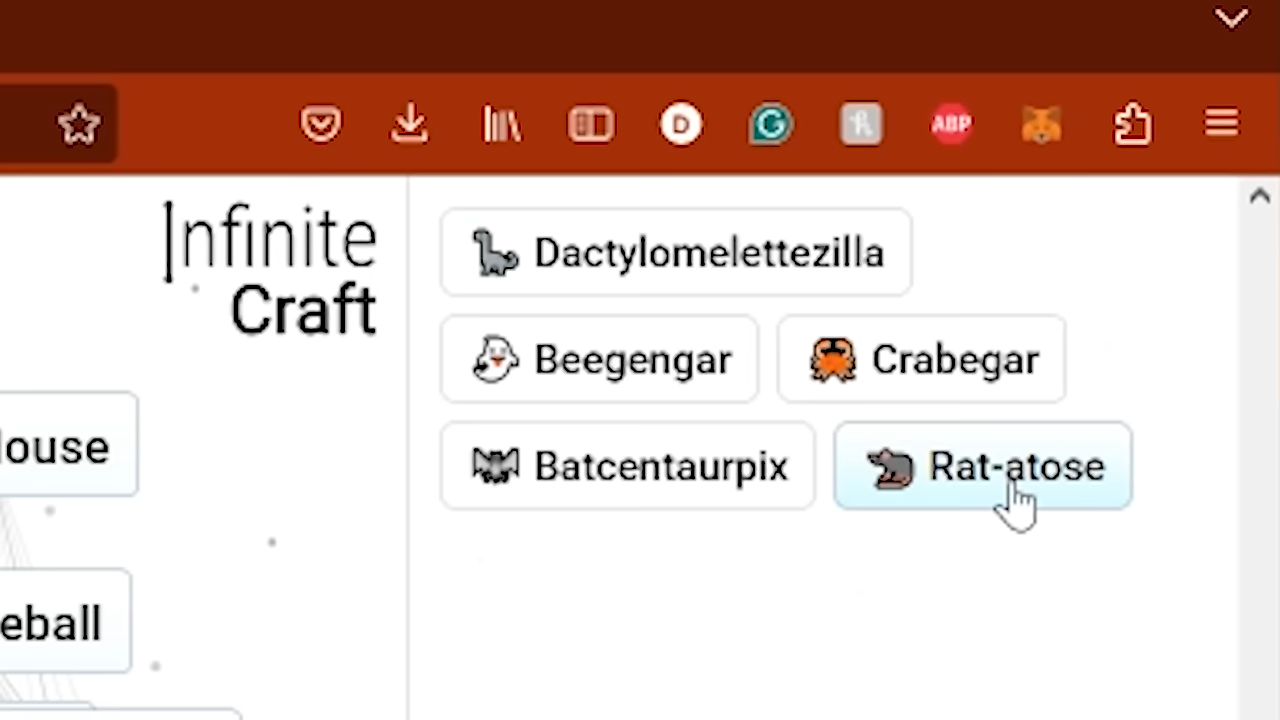 D
ABP
Infinite
Craft
Dactylomelettezilla
Beegengar
Crabegar
ouse
Batcentaurpix
Rat-atose
eball